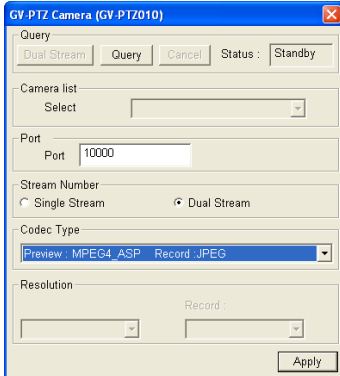 GV-PTZ Camera (GV-PTZ010)
Query
Dual Stream Query Cancel Status : Standby
Camera list
Select
Port
Port 10000
Stream Number
Single Stream Dual Stream
Codec Type
Preview : MPEG4_ASP Record :JPEG
Resolution
Record :
Apply